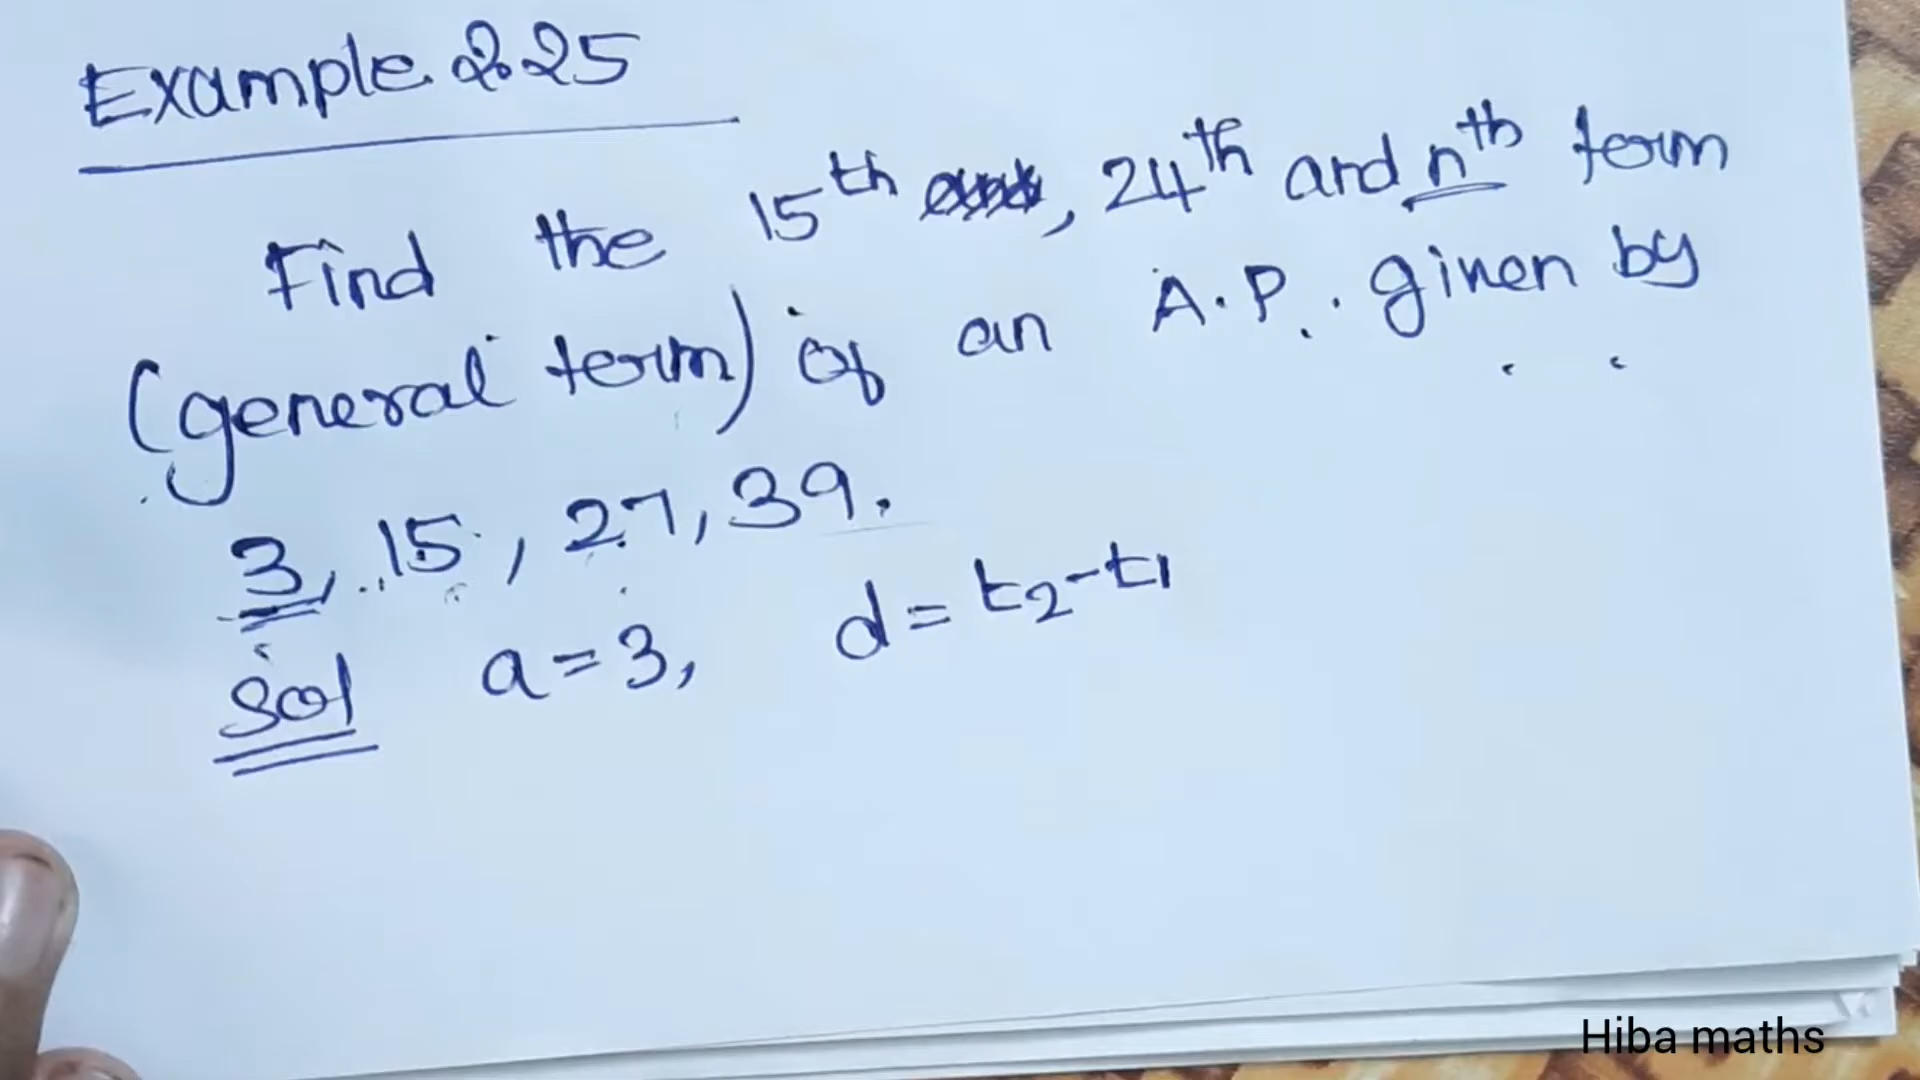 Example 2.25
Find the 15th , 24th and nth term
(general term) of an A.P. given by
3, 15, 27, 39.
Sol a = 3, d = t2 - t1
Hiba maths